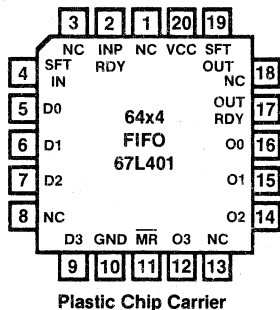 3 2 1 20 19
NC INP NC VCC SFT
RDY OUT
4 SFT NC 18
IN
5 D0 OUT 17
RDY
64x4
6 D1 FIFO O0 16
67L401
7 D2 O1 15
8 NC O2 14
D3 GND MR O3 NC
9 10 11 12 13
Plastic Chip Carrier